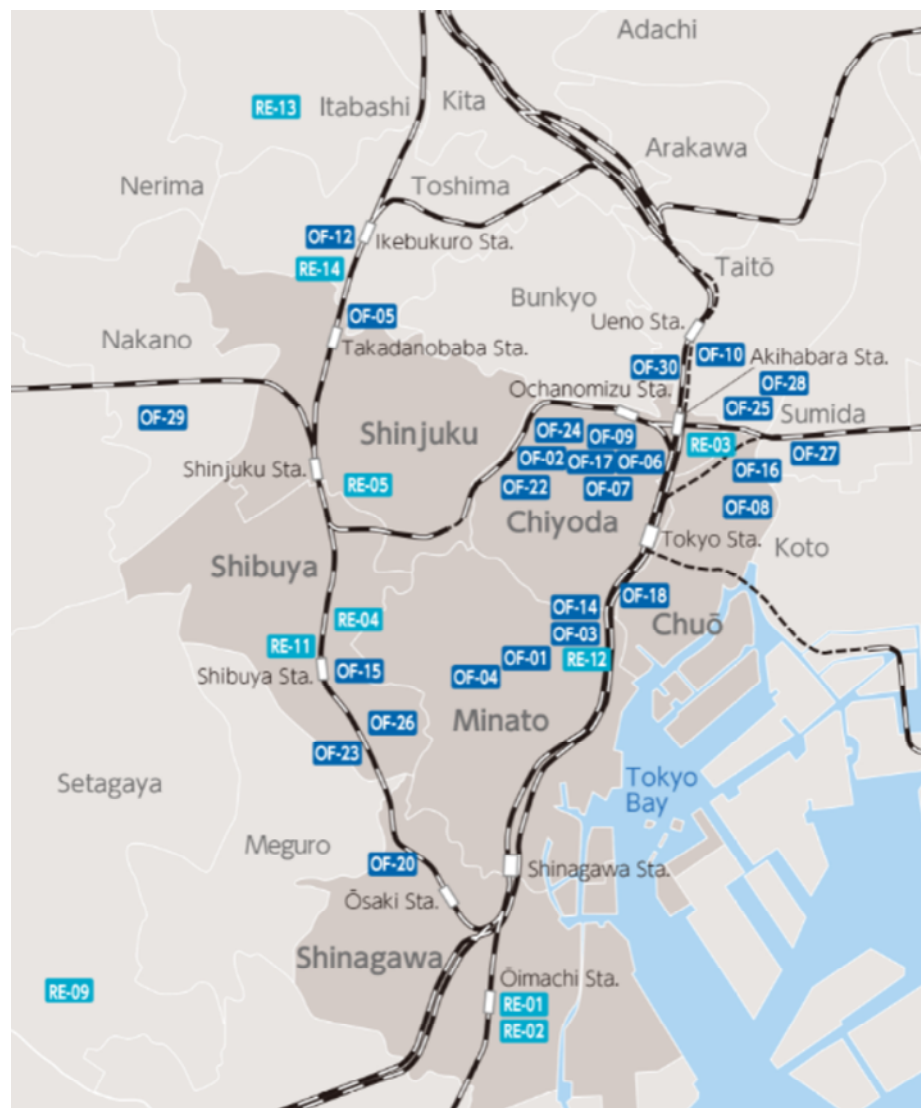 Adachi
Kita
RE-13
Itabashi
Arakawa
Nerima
Toshima
OF-12
Ikebukuro Sta.
RE-14
Taitō
Bunkyo
OF-05
Ueno Sta.
Nakano
Takadanobaba Sta.
OF-10
Akihabara Sta.
OF-30
Ochanomizu Sta.
OF-28
OF-29
OF-25
Sumida
Shinjuku
OF-24
OF-09
RE-03
OF-27
OF-02
OF-17
OF-06
OF-16
Shinjuku Sta.
RE-05
OF-22
OF-07
OF-08
Chiyoda
Tokyo Sta.
Koto
Shibuya
OF-18
OF-14
RE-04
OF-03
Chuō
RE-11
OF-01
RE-12
Shibuya Sta.
OF-15
OF-04
OF-26
Minato
OF-23
Setagaya
Tokyo
Bay
Meguro
OF-20
Shinagawa Sta.
Ōsaki Sta.
Shinagawa
Ōimachi Sta.
RE-09
RE-01
RE-02